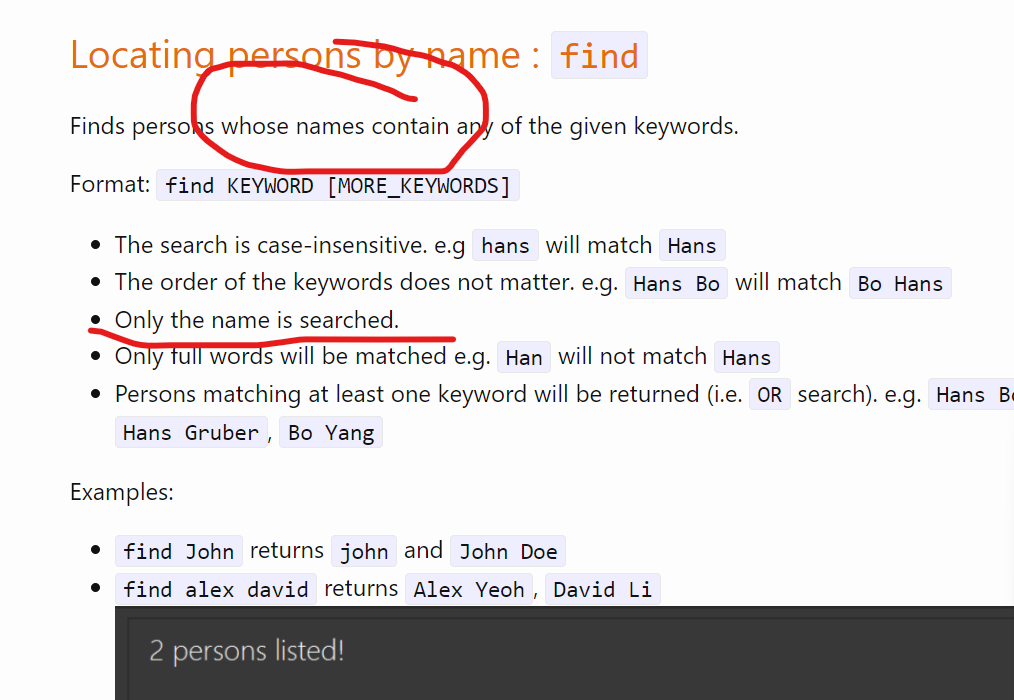 Locating persons by name : find
Finds persons whose names contain any of the given keywords.
Format: find KEYWORD [MORE_KEYWORDS]
• The search is case-insensitive. e.g hans will match Hans
• The order of the keywords does not matter. e.g. Hans Bo will match Bo Hans
• Only the name is searched.
• Only full words will be matched e.g. Han will not match Hans
• Persons matching at least one keyword will be returned (i.e. OR search). e.g. Hans
Hans Gruber, Bo Yang
Examples:
• find John returns john and John Doe
• find alex david returns Alex Yeoh, David Li
2 persons listed!